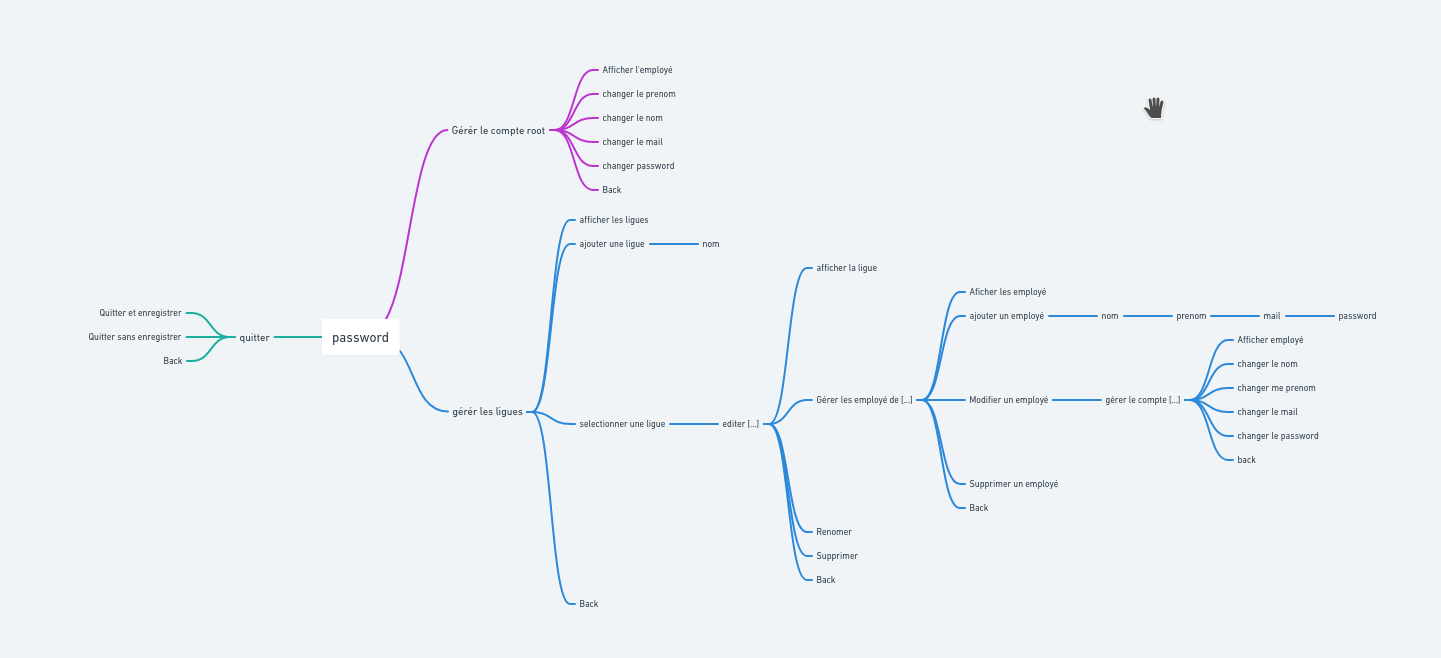 Afficher l'employé
changer le prenom
changer le nom
Gérér le compte root
changer le mail
changer password
Back
afficher les ligues
ajouter une ligue
nom
afficher la ligue
Aficher les employé
Quitter et enregistrer
ajouter un employé
nom
prenom
mail
password
Quitter sans enregistrer
quitter
password
Afficher employé
Back
changer le nom
changer me prenom
Gérer les employé de [...]
Modifier un employé
gérer le compte [...]
gérér les ligues
changer le mail
selectionner une ligue
editer [...]
changer le password
back
Supprimer un employé
Back
Renomer
Supprimer
Back
Back